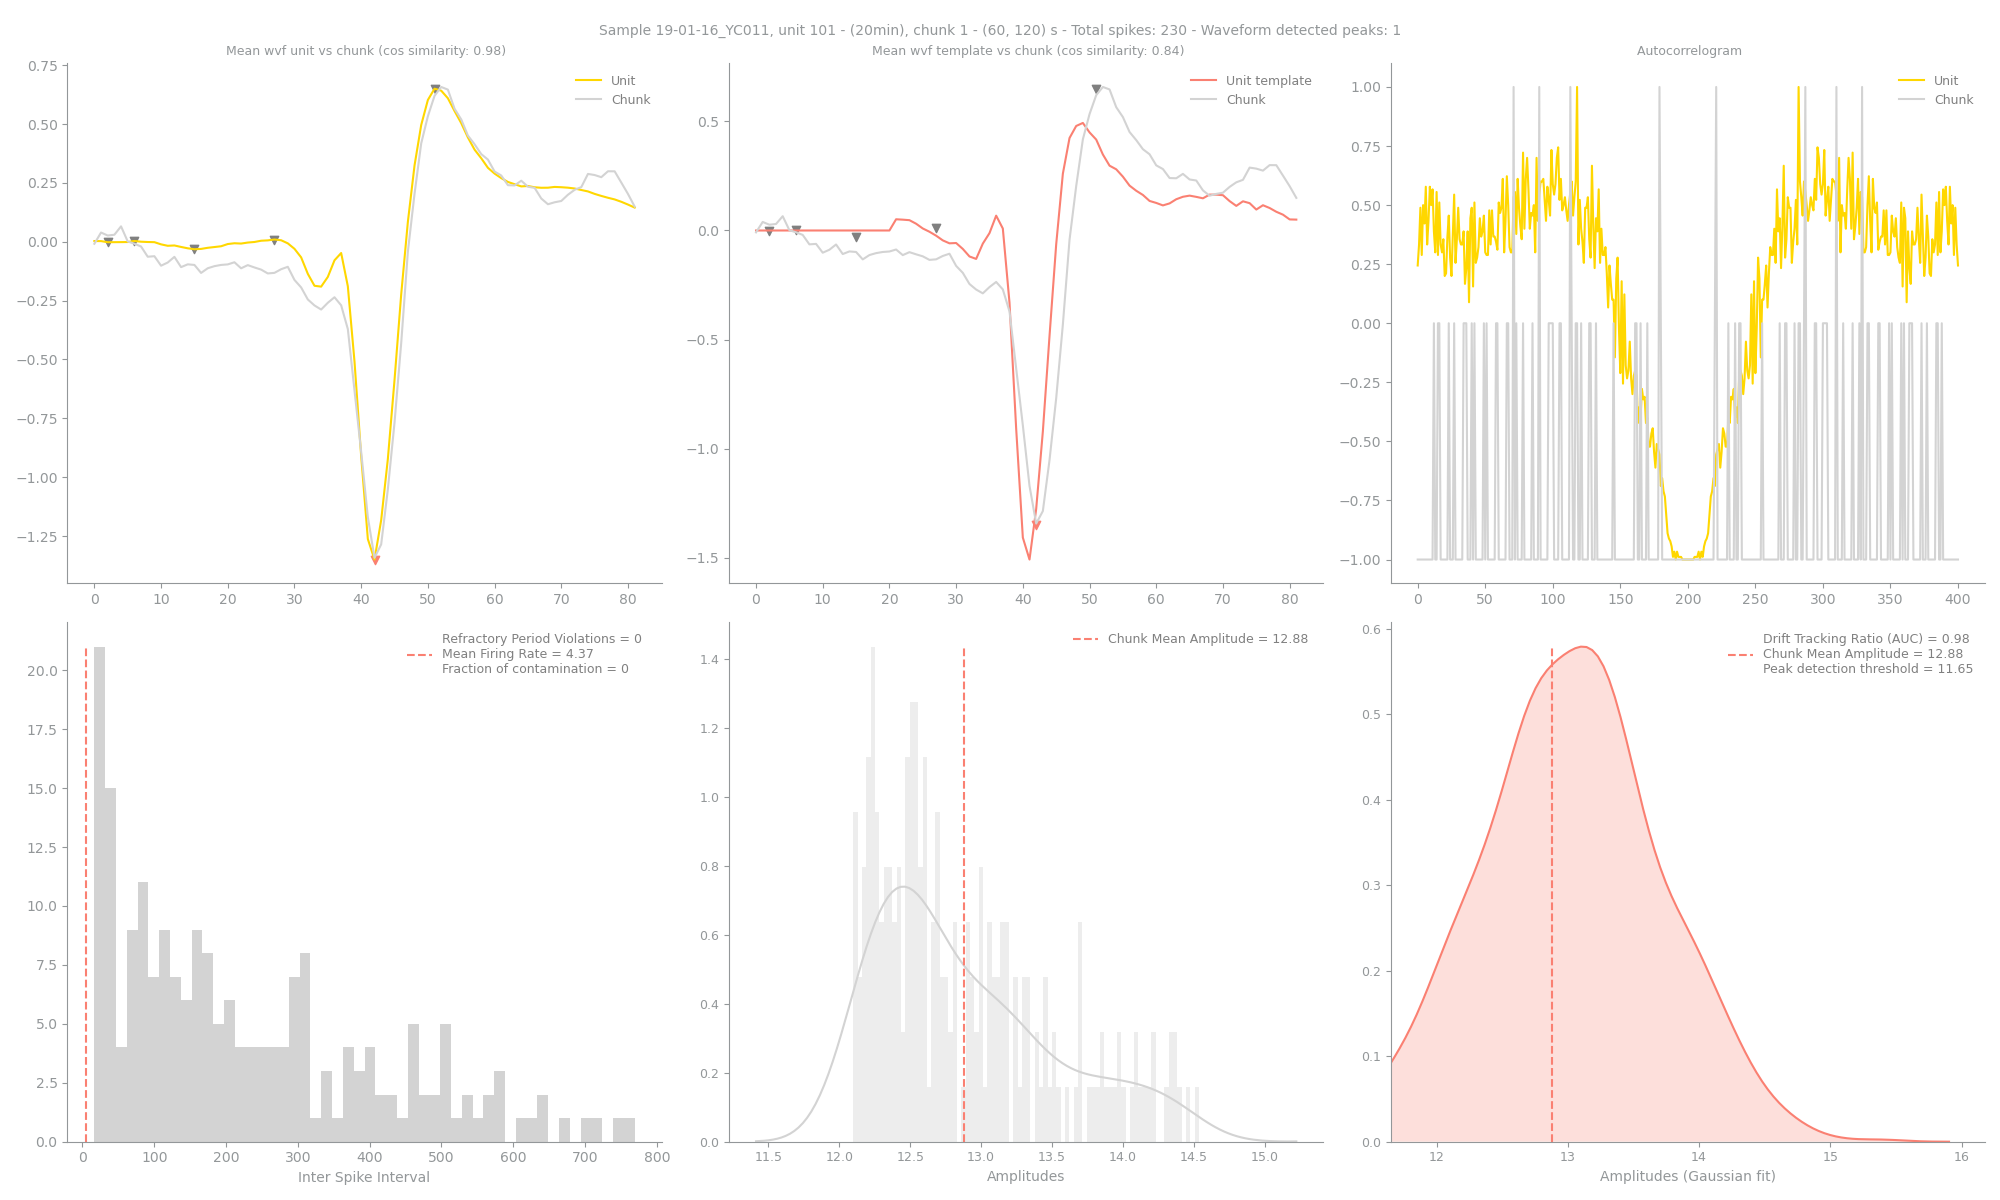 Sample 19-01-16_YC011, unit 101 - (20min), chunk 1 - (60, 120) s - Total spikes: 230 - Waveform detected peaks: 1
Mean wvf unit vs chunk (cos similarity: 0.98)
Unit
Chunk
0.75
0.50
0.25
0.00
−0.25
−0.50
−0.75
−1.00
−1.25
0 10 20 30 40 50 60 70 80
Mean wvf template vs chunk (cos similarity: 0.84)
Unit template
Chunk
0.5
0.0
−0.5
−1.0
−1.5
0 10 20 30 40 50 60 70 80
Autocorrelogram
Unit
Chunk
1.00
0.75
0.50
0.25
0.00
−0.25
−0.50
−0.75
−1.00
0 50 100 150 200 250 300 350 400
Refractory Period Violations = 0
Mean Firing Rate = 4.37
Fraction of contamination = 0
20.0
17.5
15.0
12.5
10.0
7.5
5.0
2.5
0.0
0 100 200 300 400 500 600 700 800
Inter Spike Interval
Chunk Mean Amplitude = 12.88
1.4
1.2
1.0
0.8
0.6
0.4
0.2
0.0
11.5 12.0 12.5 13.0 13.5 14.0 14.5 15.0
Amplitudes
Drift Tracking Ratio (AUC) = 0.98
Chunk Mean Amplitude = 12.88
Peak detection threshold = 11.65
0.6
0.5
0.4
0.3
0.2
0.1
0.0
12 13 14 15 16
Amplitudes (Gaussian fit)